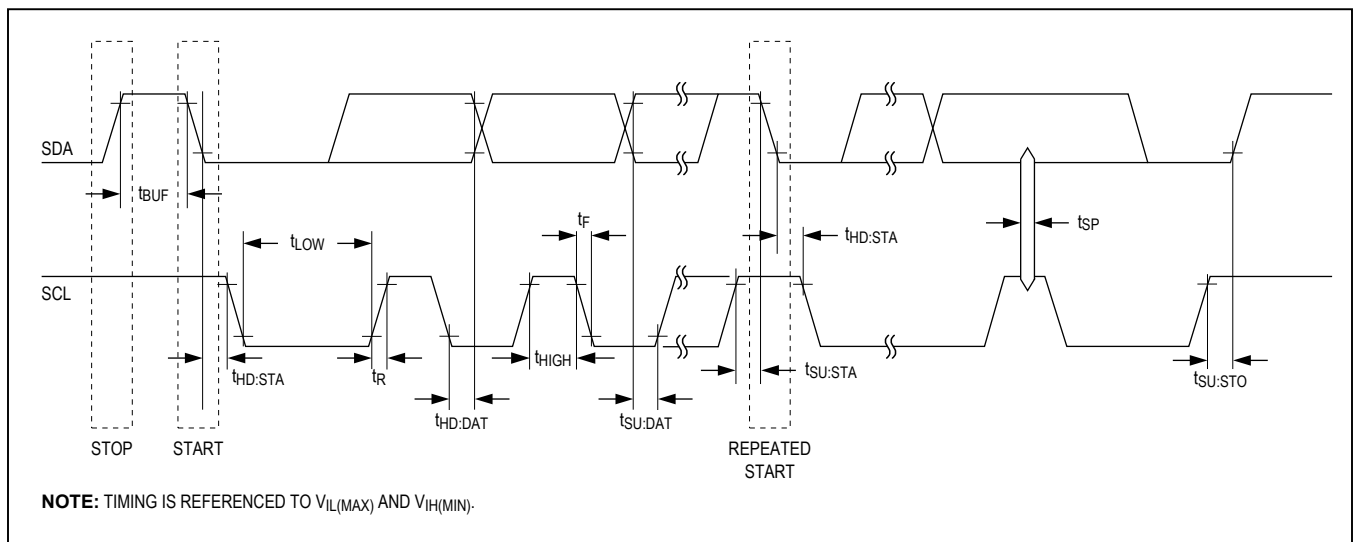 SDA
tBUF
tF
tLOW
tHD:STA
tSP
SCL
tHD:STA
tR
tHIGH
tSU:STA
tSU:STO
tHD:DAT
tSU:DAT
STOP
START
REPEATED
START
NOTE: TIMING IS REFERENCED TO VIL(MAX) AND VIH(MIN).